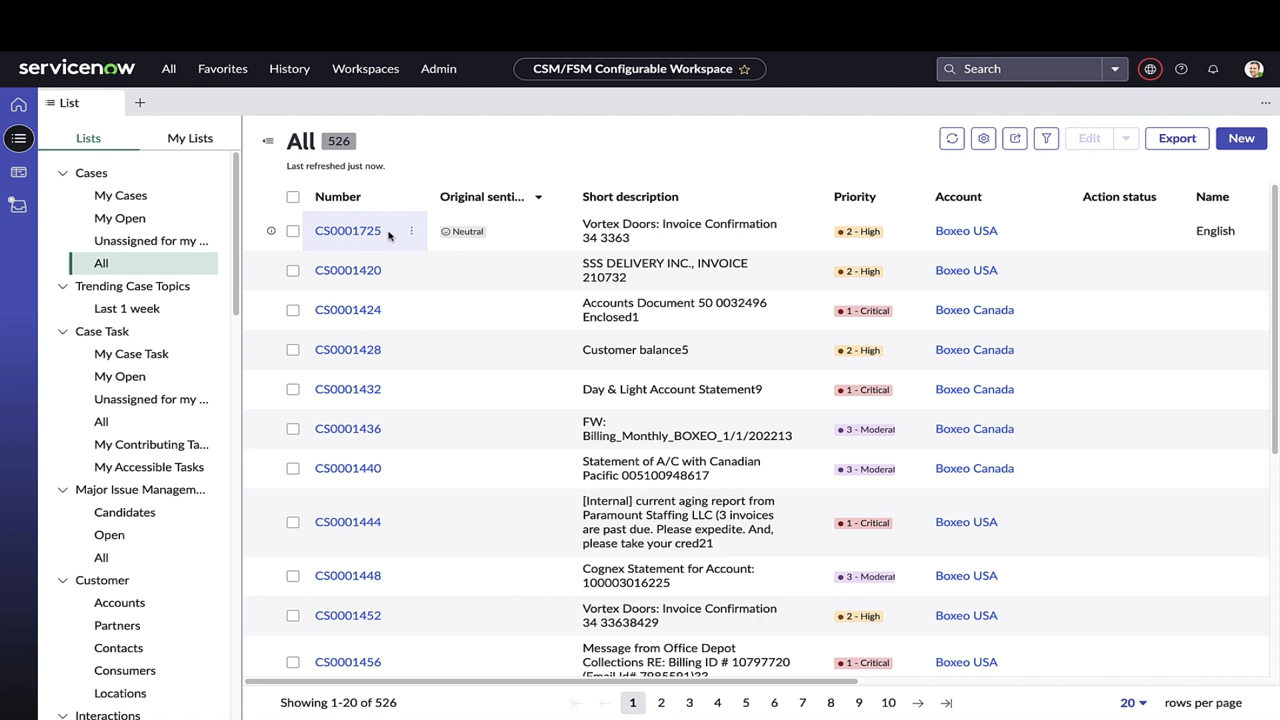 servicenow All Favorites History Workspaces Admin CSM/FSM Configurable Workspace Search
List
Lists My Lists
Cases
My Cases
My Open
Unassigned for my ...
All
Trending Case Topics
Last 1 week
Case Task
My Case Task
My Open
Unassigned for my ...
All
My Contributing Ta...
My Accessible Tasks
Major Issue Managem...
Candidates
Open
All
Customer
Accounts
Partners
Contacts
Consumers
Locations
Interactions
All 526
Last refreshed just now.
Edit Export New
Number Original senti... Short description Priority Account Action status Name
CS0001725 Neutral Vortex Doors: Invoice Confirmation 2 - High Boxeo USA English
34 3363
CS0001420 SSS DELIVERY INC., INVOICE 2 - High Boxeo USA
210732
CS0001424 Accounts Document 50 0032496 1 - Critical Boxeo Canada
Enclosed1
CS0001428 Customer balance5 2 - High Boxeo Canada
CS0001432 Day & Light Account Statement9 1 - Critical Boxeo Canada
CS0001436 FW: 3 - Moderat Boxeo Canada
Billing_Monthly_BOXEO_1/1/202213
CS0001440 Statement of A/C with Canadian 3 - Moderat Boxeo Canada
Pacific 005100948617
CS0001444 [Internal] current aging report from 1 - Critical Boxeo USA
Paramount Staffing LLC (3 invoices
are past due. Please expedite. And,
please take your cred21
CS0001448 Cognex Statement for Account: 3 - Moderat Boxeo USA
100003016225
CS0001452 Vortex Doors: Invoice Confirmation 2 - High Boxeo USA
34 33638429
CS0001456 Message from Office Depot 1 - Critical Boxeo USA
Collections RE: Billing ID # 10797720
Showing 1-20 of 526 1 2 3 4 5 6 7 8 9 10 20 rows per page